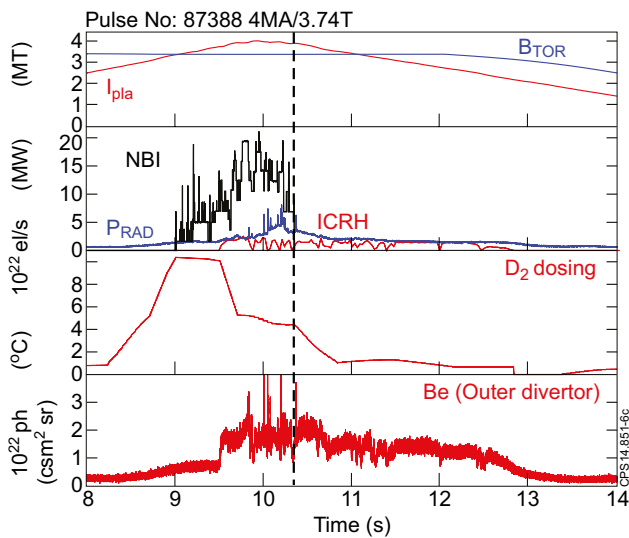 Pulse No: 87388 4MA/3.74T
(MT)
4
3
2
1
0
I_pla
B_TOR
(MW)
20
15
10
5
0
NBI
P_RAD
ICRH
10^22 el/s
(°C)
8
4
0
D_2 dosing
10^22 ph
(csm^2 sr)
3
2
1
0
Be (Outer divertor)
8 9 10 11 12 13 14
Time (s)
CPS14.851-6c